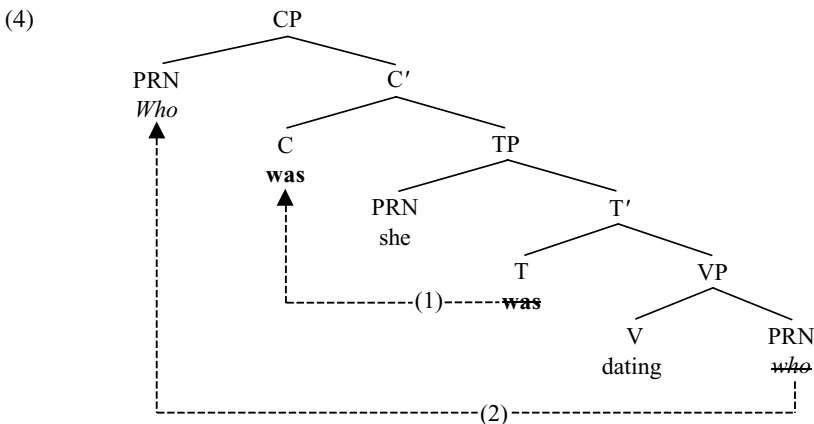 (4) CP
PRN C′
Who
C TP
was
PRN T′
she
T VP
(1) was
V PRN
dating who
(2)